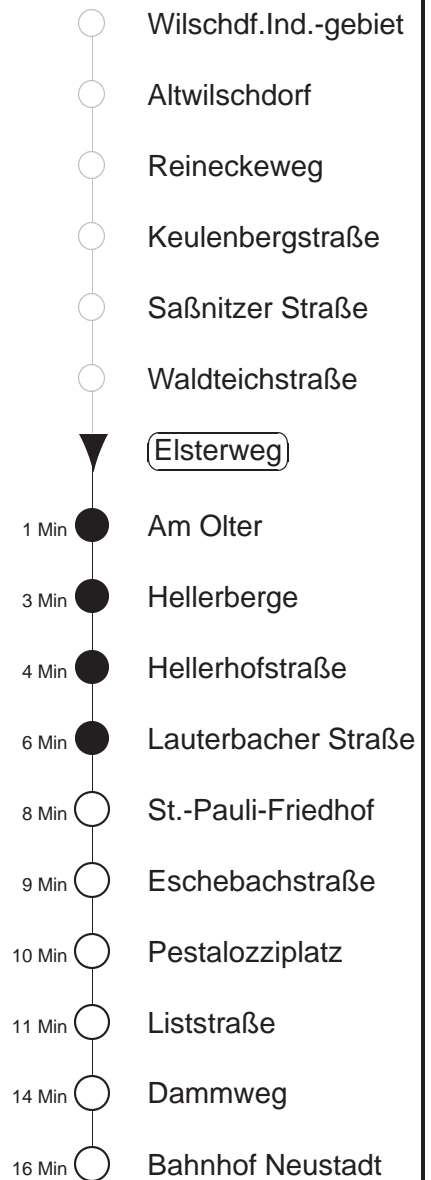 Wilschdf.Ind.-gebiet
Altwilschdorf
Reineckeweg
Keulenbergstraße
Saßnitzer Straße
Waldteichstraße
Elsterweg
1 Min Am Olter
3 Min Hellerberge
4 Min Hellerhofstraße
6 Min Lauterbacher Straße
8 Min St.-Pauli-Friedhof
9 Min Eschebachstraße
10 Min Pestalozziplatz
11 Min Liststraße
14 Min Dammweg
16 Min Bahnhof Neustadt